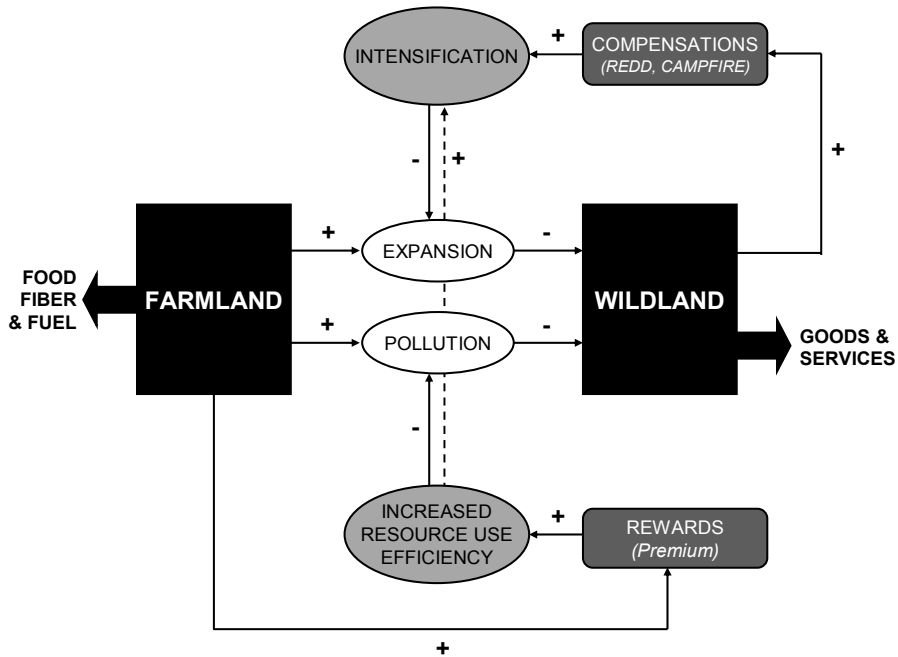 INTENSIFICATION
+
COMPENSATIONS
(REDD, CAMPFIRE)
-
+
+
+
EXPANSION
-
FOOD
FIBER
& FUEL
FARMLAND
WILDLAND
+
POLLUTION
-
GOODS &
SERVICES
-
INCREASED
RESOURCE USE
EFFICIENCY
+
REWARDS
(Premium)
+